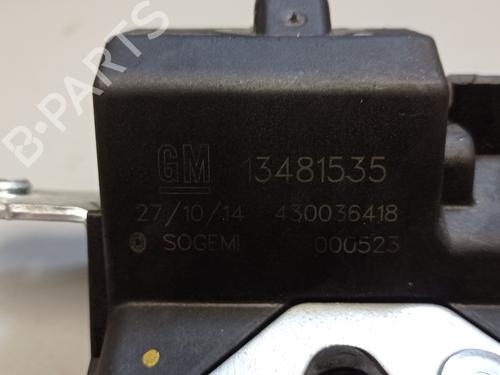 B-PARTS
GM 13481535
27/10/14 430036418
SOGEMI 000523